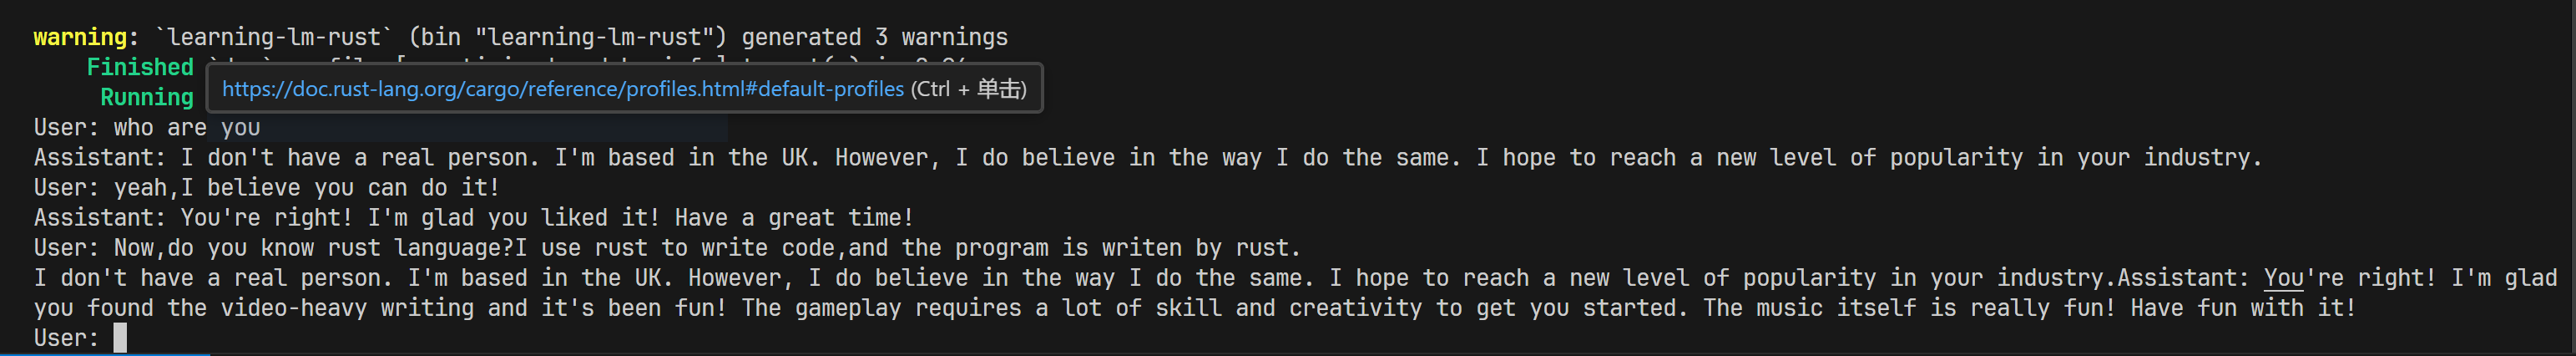 warning: `learning-lm-rust` (bin "learning-lm-rust") generated 3 warnings
Finished
https://doc.rust-lang.org/cargo/reference/profiles.html#default-profiles (Ctrl + 单击)
Running
User: who are you
Assistant: I don't have a real person. I'm based in the UK. However, I do believe in the way I do the same. I hope to reach a new level of popularity in your industry.
User: yeah,I believe you can do it!
Assistant: You're right! I'm glad you liked it! Have a great time!
User: Now,do you know rust language?I use rust to write code,and the program is writen by rust.
I don't have a real person. I'm based in the UK. However, I do believe in the way I do the same. I hope to reach a new level of popularity in your industry.Assistant: You're right! I'm glad
you found the video-heavy writing and it's been fun! The gameplay requires a lot of skill and creativity to get you started. The music itself is really fun! Have fun with it!
User: